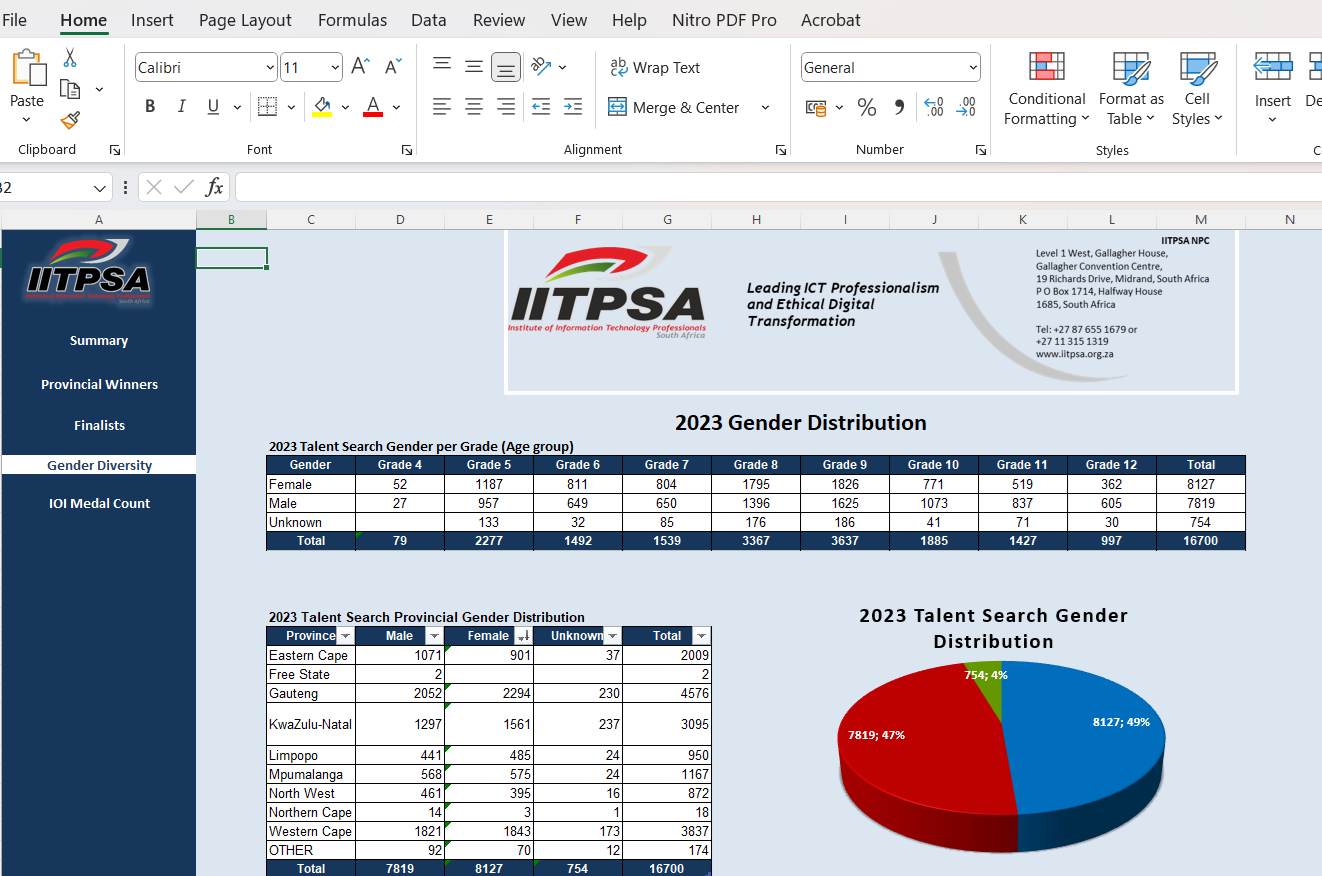 File Home Insert Page Layout Formulas Data Review View Help Nitro PDF Pro Acrobat
Calibri 11 General
Paste
B I U A
ab Wrap Text
Merge & Center
% 
Conditional Formatting
Format as Table
Cell Styles
Insert
Clipboard Font Alignment Number Styles
fx
A B C D E F G H I J K L M N
IITPSA
Summary
Provincial Winners
Finalists
Gender Diversity
IOI Medal Count
IITPSA
Institute of Information Technology Professionals
South Africa
Leading ICT Professionalism
and Ethical Digital
Transformation
IITPSA NPC
Level 1 West, Gallagher House,
Gallagher Convention Centre,
19 Richards Drive, Midrand, South Africa
P O Box 1714, Halfway House
1685, South Africa
Tel: +27 87 655 1679 or
+27 11 315 1319
www.iitpsa.org.za
2023 Gender Distribution
2023 Talent Search Gender per Grade (Age group)
Gender Grade 4 Grade 5 Grade 6 Grade 7 Grade 8 Grade 9 Grade 10 Grade 11 Grade 12 Total
Female 52 1187 811 804 1795 1826 771 519 362 8127
Male 27 957 649 650 1396 1625 1073 837 605 7819
Unknown 133 32 85 176 186 41 71 30 754
Total 79 2277 1492 1539 3367 3637 1885 1427 997 16700
2023 Talent Search Provincial Gender Distribution
Province Male Female Unknown Total
Eastern Cape 1071 901 37 2009
Free State 2 2
Gauteng 2052 2294 230 4576
KwaZulu-Natal 1297 1561 237 3095
Limpopo 441 485 24 950
Mpumalanga 568 575 24 1167
North West 461 395 16 872
Northern Cape 14 3 1 18
Western Cape 1821 1843 173 3837
OTHER 92 70 12 174
Total 7819 8127 754 16700
2023 Talent Search Gender
Distribution
754; 4%
8127; 49%
7819; 47%